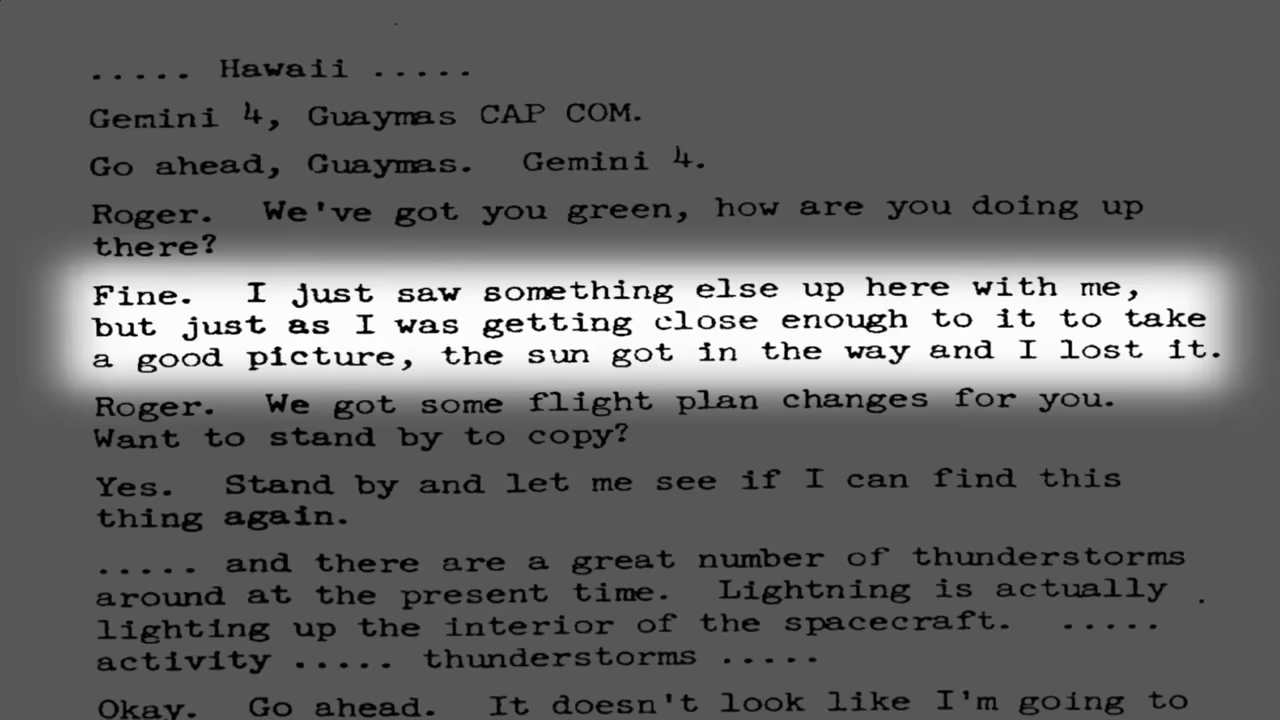 ..... Hawaii .....
Gemini 4, Guaymas CAP COM.
Go ahead, Guaymas. Gemini 4.
Roger. We've got you green, how are you doing up
there?
Fine. I just saw something else up here with me,
but just as I was getting close enough to it to take
a good picture, the sun got in the way and I lost it.
Roger. We got some flight plan changes for you.
Want to stand by to copy?
Yes. Stand by and let me see if I can find this
thing again.
..... and there are a great number of thunderstorms
around at the present time. Lightning is actually
lighting up the interior of the spacecraft. .....
activity ..... thunderstorms .....
Okay. Go ahead. It doesn't look like I'm going to